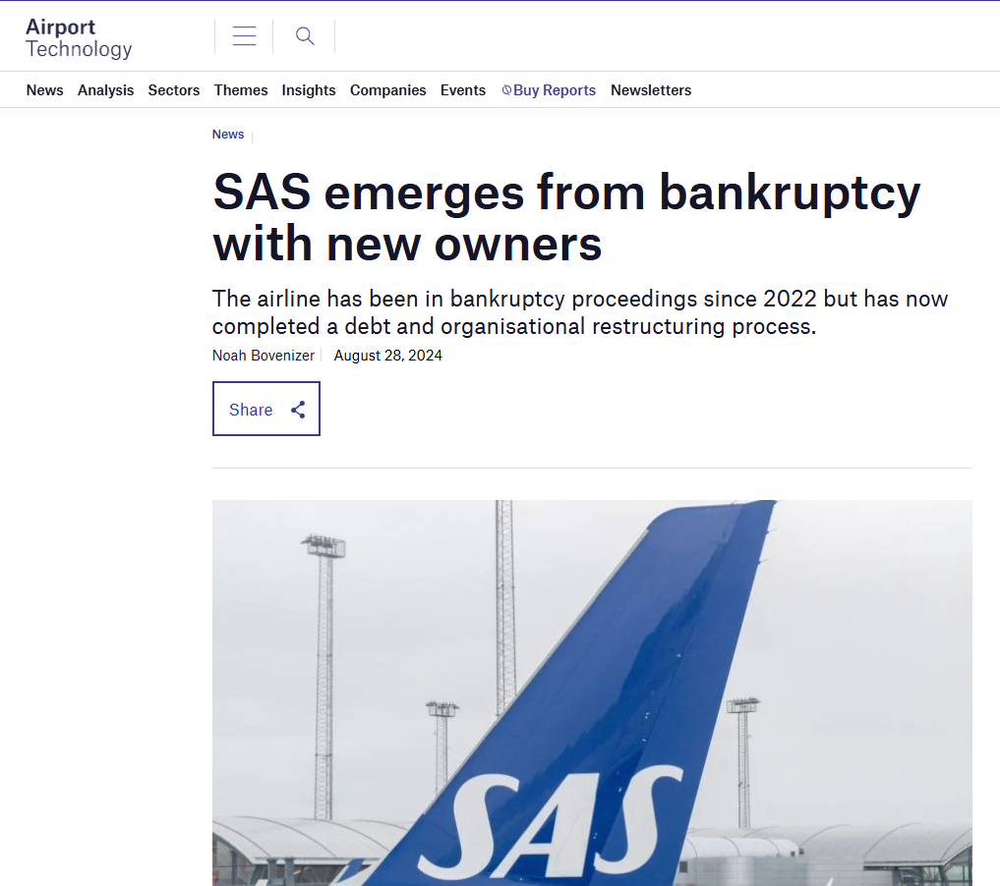 Airport
Technology
News Analysis Sectors Themes Insights Companies Events Buy Reports Newsletters
News
SAS emerges from bankruptcy
with new owners
The airline has been in bankruptcy proceedings since 2022 but has now
completed a debt and organisational restructuring process.
Noah Bovenizer August 28, 2024
Share
SAS